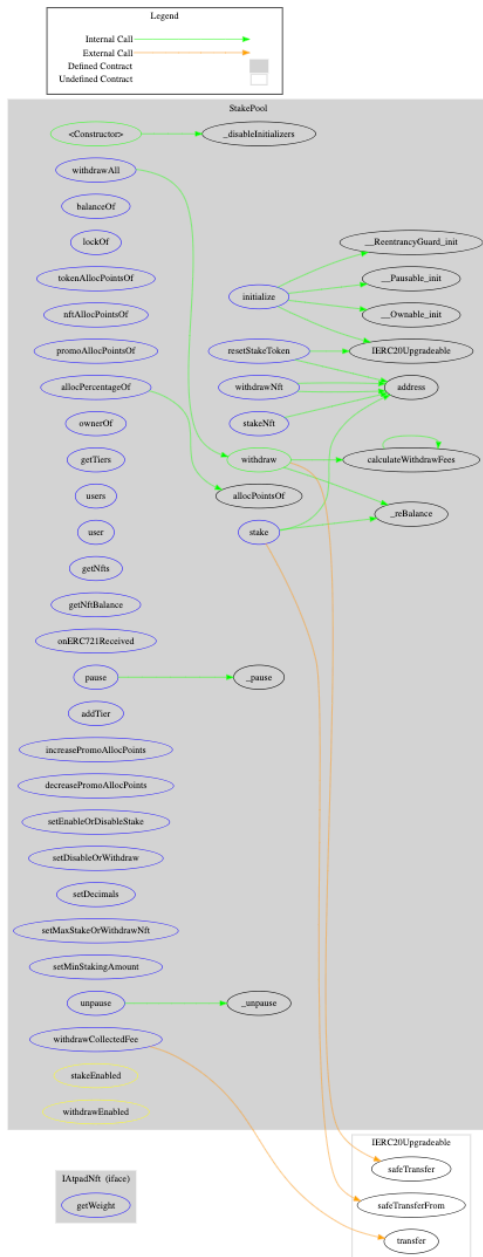 Legend
Internal Call
External Call
Defined Contract
Undefined Contract
StakePool
<Constructor>
_disableInitializers
withdrawAll
balanceOf
lockOf
__ReentrancyGuard_init
tokenAllocPointsOf
__Pausable_init
nftAllocPointsOf
initialize
__Ownable_init
promoAllocPointsOf
resetStakeToken
IERC20Upgradeable
allocPercentageOf
withdrawNft
address
ownerOf
stakeNft
getTiers
withdraw
calculateWithdrawFees
users
allocPointsOf
_reBalance
user
stake
getNfts
getNftBalance
onERC721Received
pause
_pause
addTier
increasePromoAllocPoints
decreasePromoAllocPoints
setEnableOrDisableStake
setDisableOrWithdraw
setDecimals
setMaxStakeOrWithdrawNft
setMinStakingAmount
unpause
_unpause
withdrawCollectedFee
stakeEnabled
withdrawEnabled
IERC20Upgradeable
safeTransfer
IAtpadNft (iface)
getWeight
safeTransferFrom
transfer